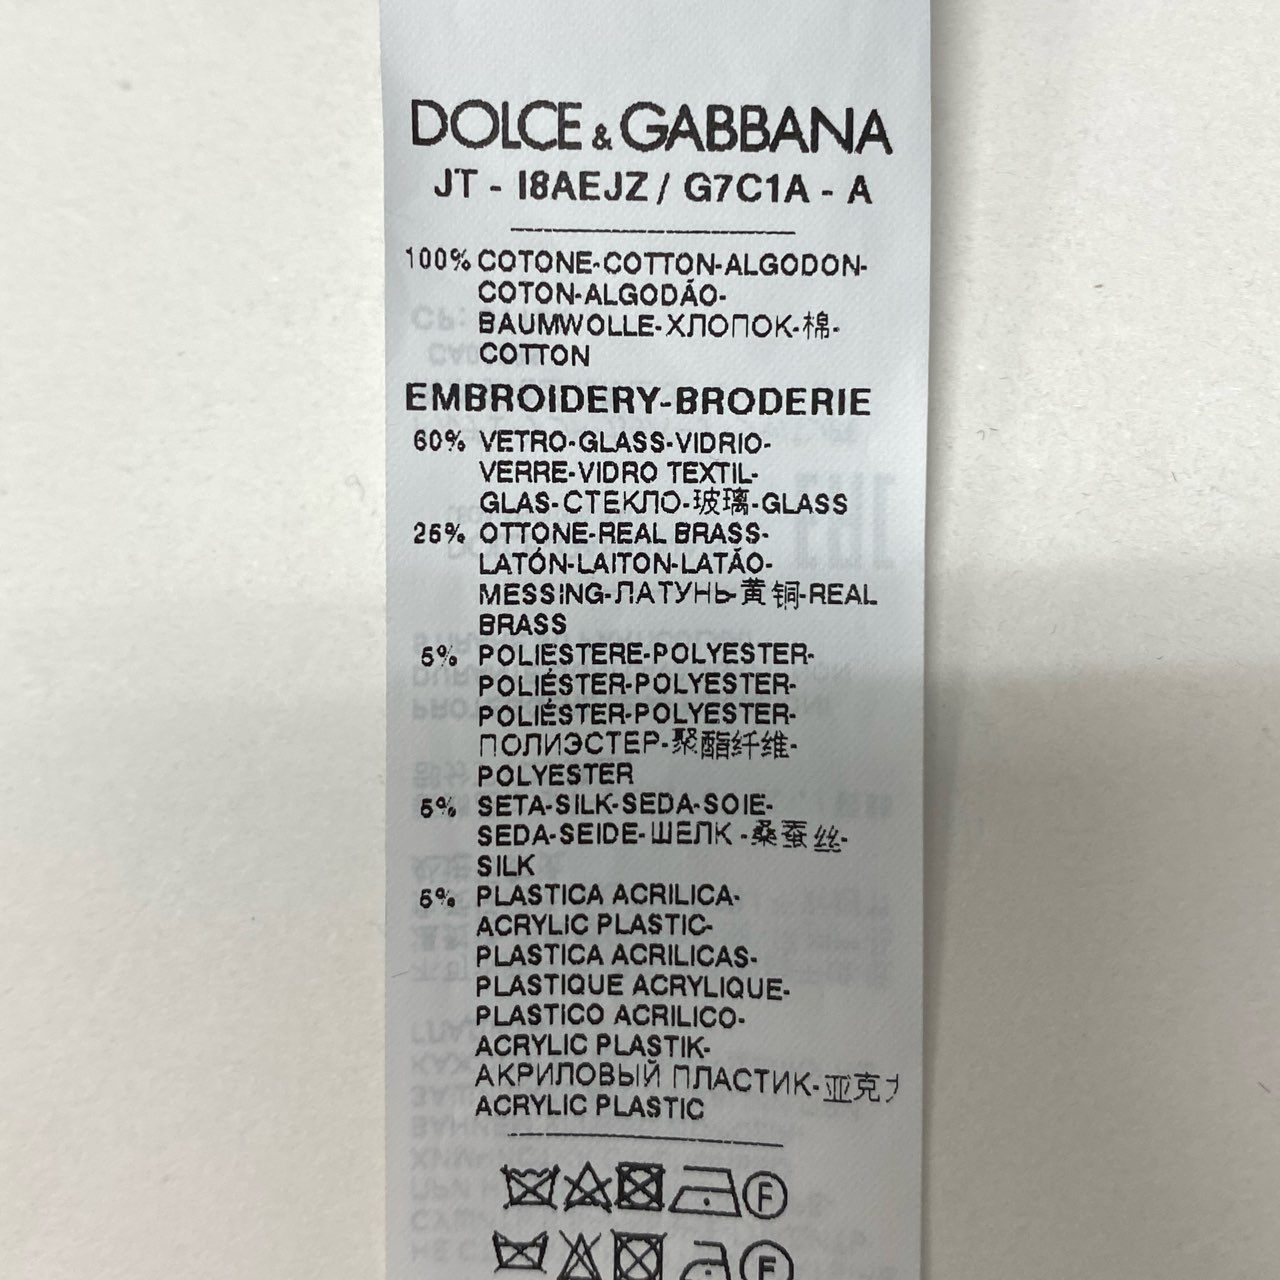 DOLCE & GABBANA
JT - I8AEJZ / G7C1A - A
100% COTONE-COTTON-ALGODON-
COTON-ALGODÃO-
BAUMWOLLE-ХЛОПОК-棉-
COTTON
EMBROIDERY-BRODERIE
60% VETRO-GLASS-VIDRIO-
VERRE-VIDRO TEXTIL-
GLAS-СТЕКЛО-玻璃-GLASS
25% OTTONE-REAL BRASS-
LATÓN-LAITON-LATÃO-
MESSING-ЛАТУНЬ-黄铜-REAL
BRASS
5% POLIESTERE-POLYESTER-
POLIÉSTER-POLYESTER-
POLIÉSTER-POLYESTER-
ПОЛИЭСТЕР-聚酯纤维-
POLYESTER
5% SETA-SILK-SEDA-SOIE-
SEDA-SEIDE-ШЕЛК -桑蚕丝-
SILK
5% PLASTICA ACRILICA-
ACRYLIC PLASTIC-
PLASTICA ACRILICAS-
PLASTIQUE ACRYLIQUE-
PLASTICO ACRILICO-
ACRYLIC PLASTIK-
АКРИЛОВЫЙ ПЛАСТИК-亚克力
ACRYLIC PLASTIC
F
F